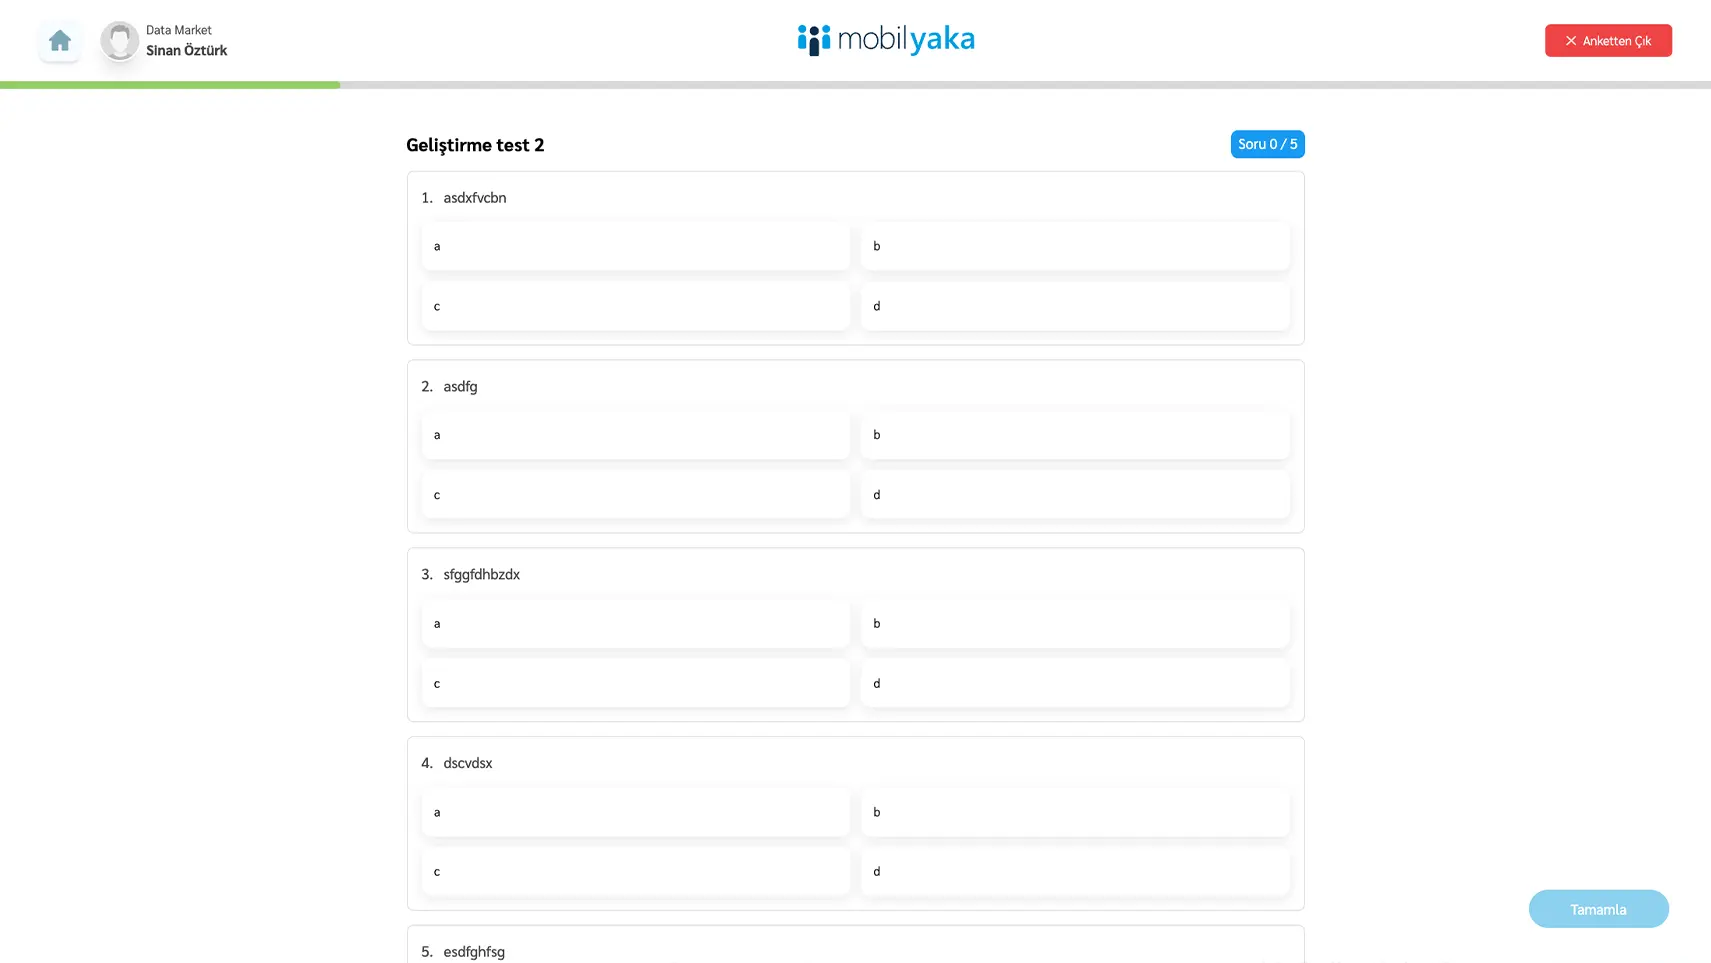 Data Market
Sinan Öztürk
mobilyaka
Anketten Çık
Geliştirme test 2
Soru 0 / 5
1. asdxfvcbn
a
b
c
d
2. asdfg
a
b
c
d
3. sfggfdhbzdx
a
b
c
d
4. dscvdsx
a
b
c
d
Tamamla
5. esdfghfsg